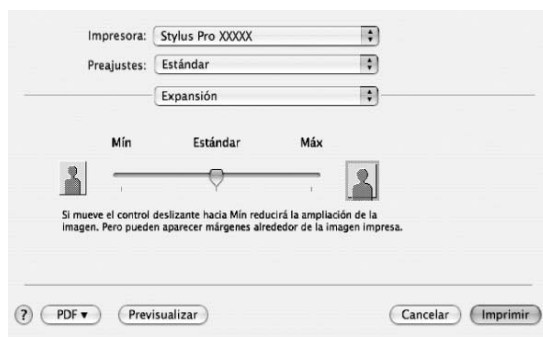 Impresora: Stylus Pro XXXXX
Preajustes: Estándar
Expansión
Mín Estándar Máx
Si mueve el control deslizante hacia Mín reducirá la ampliación de la
imagen. Pero pueden aparecer márgenes alrededor de la imagen impresa.
? PDF ▼ Previsualizar Cancelar Imprimir